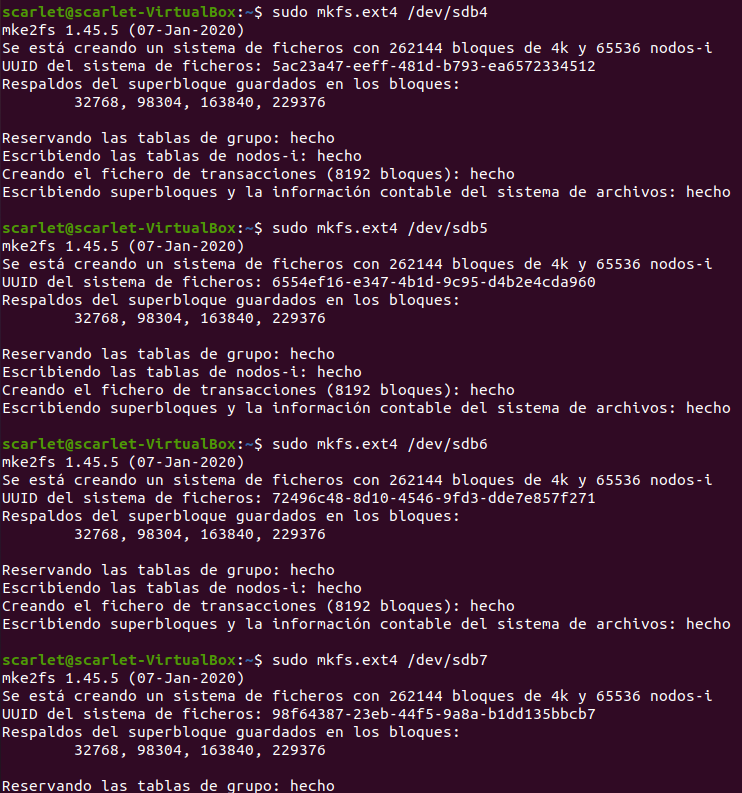 scarlet@scarlet-VirtualBox:~$ sudo mkfs.ext4 /dev/sdb4
mke2fs 1.45.5 (07-Jan-2020)
Se está creando un sistema de ficheros con 262144 bloques de 4k y 65536 nodos-i
UUID del sistema de ficheros: 5ac23a47-eeff-481d-b793-ea6572334512
Respaldos del superbloque guardados en los bloques:
32768, 98304, 163840, 229376
Reservando las tablas de grupo: hecho
Escribiendo las tablas de nodos-i: hecho
Creando el fichero de transacciones (8192 bloques): hecho
Escribiendo superbloques y la información contable del sistema de archivos: hecho
scarlet@scarlet-VirtualBox:~$ sudo mkfs.ext4 /dev/sdb5
mke2fs 1.45.5 (07-Jan-2020)
Se está creando un sistema de ficheros con 262144 bloques de 4k y 65536 nodos-i
UUID del sistema de ficheros: 6554ef16-e347-4b1d-9c95-d4b2e4cda960
Respaldos del superbloque guardados en los bloques:
32768, 98304, 163840, 229376
Reservando las tablas de grupo: hecho
Escribiendo las tablas de nodos-i: hecho
Creando el fichero de transacciones (8192 bloques): hecho
Escribiendo superbloques y la información contable del sistema de archivos: hecho
scarlet@scarlet-VirtualBox:~$ sudo mkfs.ext4 /dev/sdb6
mke2fs 1.45.5 (07-Jan-2020)
Se está creando un sistema de ficheros con 262144 bloques de 4k y 65536 nodos-i
UUID del sistema de ficheros: 72496c48-8d10-4546-9fd3-dde7e857f271
Respaldos del superbloque guardados en los bloques:
32768, 98304, 163840, 229376
Reservando las tablas de grupo: hecho
Escribiendo las tablas de nodos-i: hecho
Creando el fichero de transacciones (8192 bloques): hecho
Escribiendo superbloques y la información contable del sistema de archivos: hecho
scarlet@scarlet-VirtualBox:~$ sudo mkfs.ext4 /dev/sdb7
mke2fs 1.45.5 (07-Jan-2020)
Se está creando un sistema de ficheros con 262144 bloques de 4k y 65536 nodos-i
UUID del sistema de ficheros: 98f64387-23eb-44f5-9a8a-b1dd135bbcb7
Respaldos del superbloque guardados en los bloques:
32768, 98304, 163840, 229376
Reservando las tablas de grupo: hecho